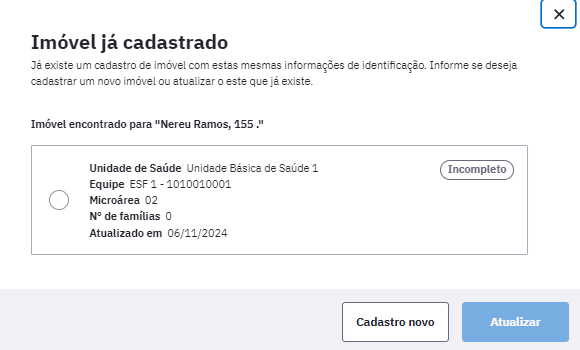 Imóvel já cadastrado
Já existe um cadastro de imóvel com estas mesmas informações de identificação. Informe se deseja
cadastrar um novo imóvel ou atualizar o este que já existe.
Imóvel encontrado para "Nereu Ramos, 155 ."
Unidade de Saúde Unidade Básica de Saúde 1
Incompleto
Equipe ESF 1 - 1010010001
Microárea 02
Nº de famílias 0
Atualizado em 06/11/2024
Cadastro novo
Atualizar